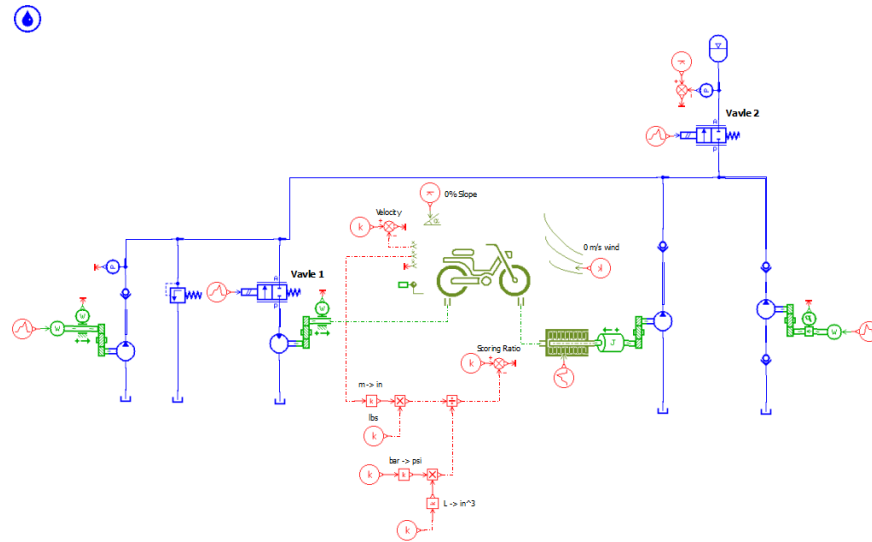 Vavle 2
0% Slope
Velocity
k
0 m/s wind
k
Vavle 1
P
P
A
P
A
P
W
W
W
J
P
W
Scoring Ratio
k
m-> in
k
lbs
k
bar -> psi
k
k
L -> in^3
k